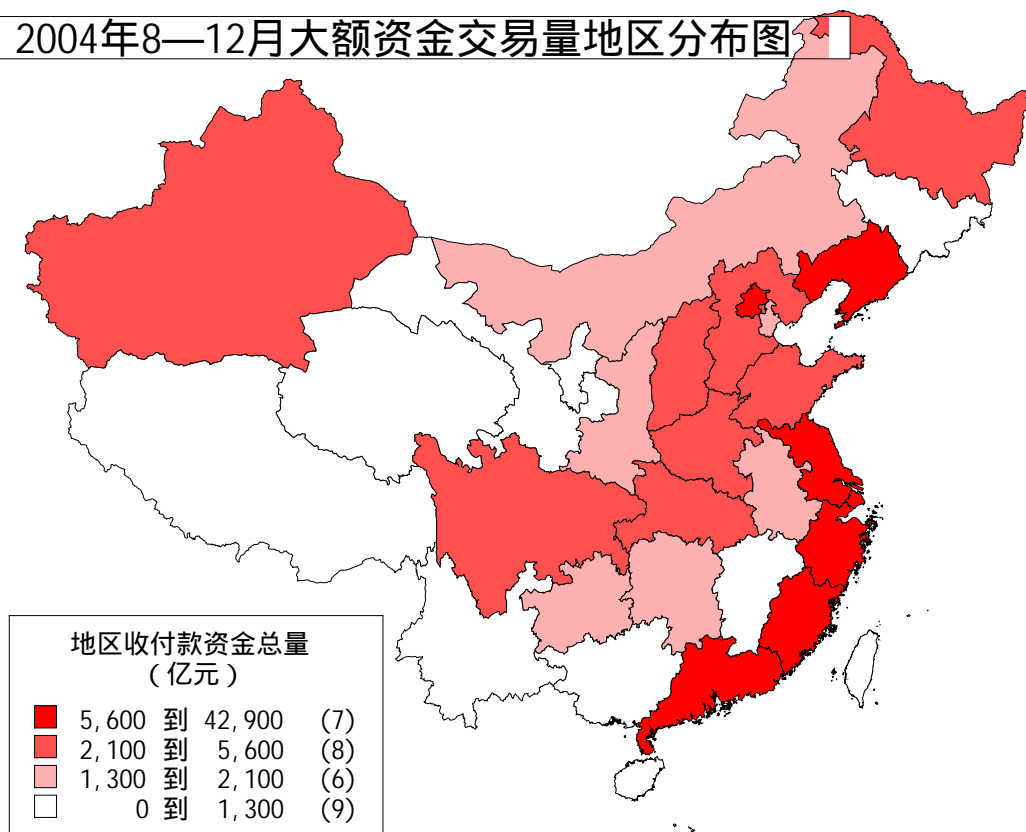 2004年8—12月大额资金交易量地区分布图
地区收付款资金总量
(亿元)
5,600 到 42,900 (7)
2,100 到 5,600 (8)
1,300 到 2,100 (6)
0 到 1,300 (9)